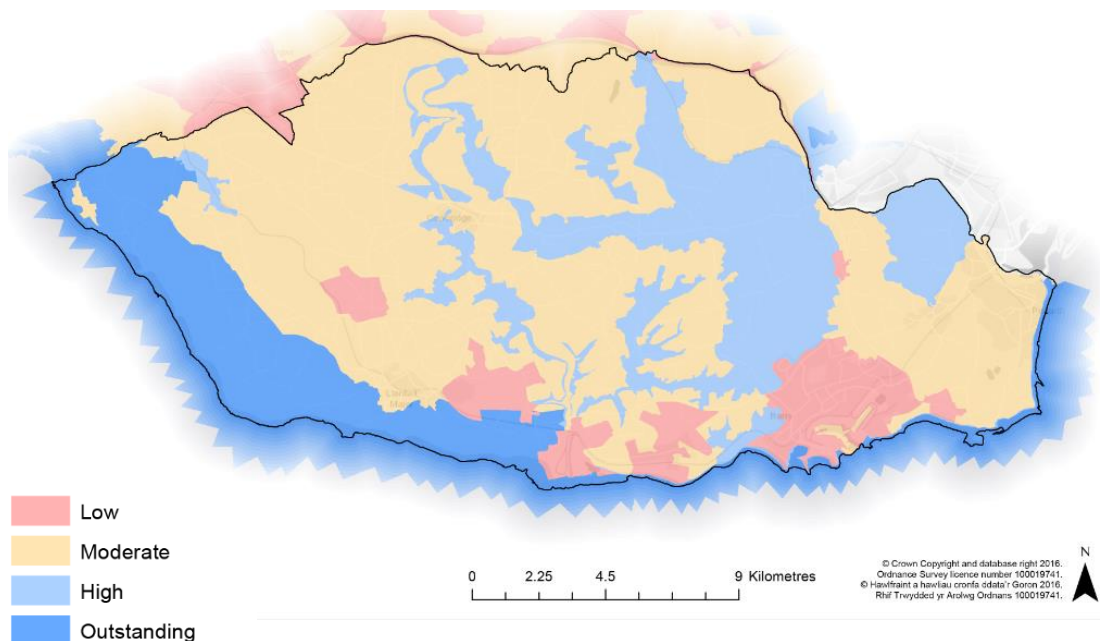 Low
Moderate
High
Outstanding
0 2.25 4.5 9 Kilometres
N
© Crown Copyright and database right 2016.
Ordnance Survey licence number 100019741.
© Hawlfraint a hawliau cronfa ddata'r Goron 2016.
Rhif Trwydded yr Arolwg Ordnans 100019741.